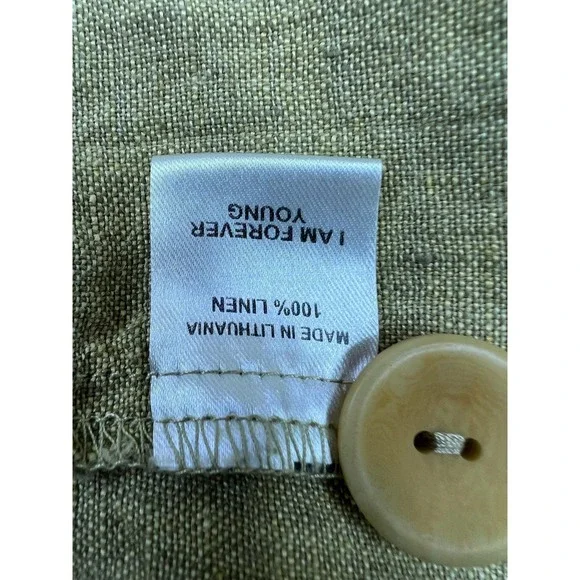 MADE IN LITHUANIA
100% LINEN
I AM FOREVER
YOUNG